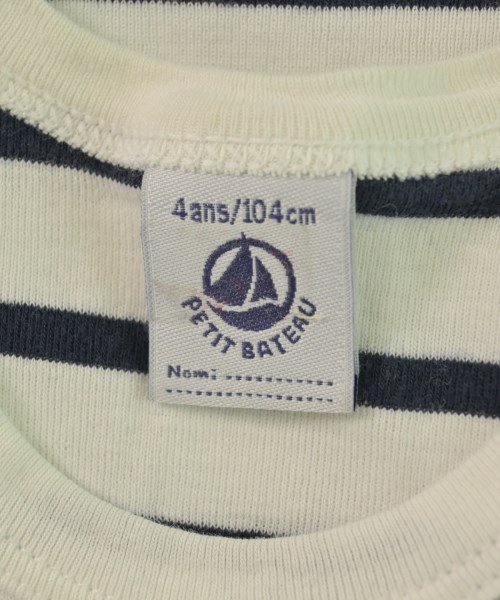 4ans/104cm
PETIT BATEAU
Nom: ............
....................